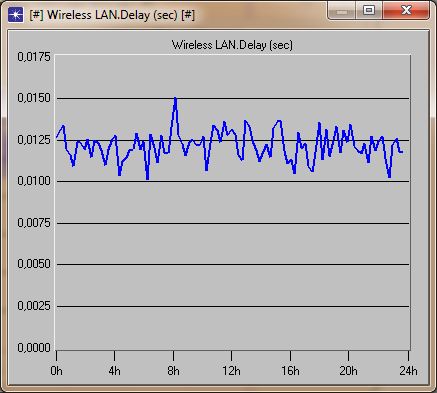 [#] Wireless LAN.Delay (sec) [#]
Wireless LAN.Delay (sec)
0,0175
0,0150
0,0125
0,0100
0,0075
0,0050
0,0025
0,0000
0h 4h 8h 12h 16h 20h 24h